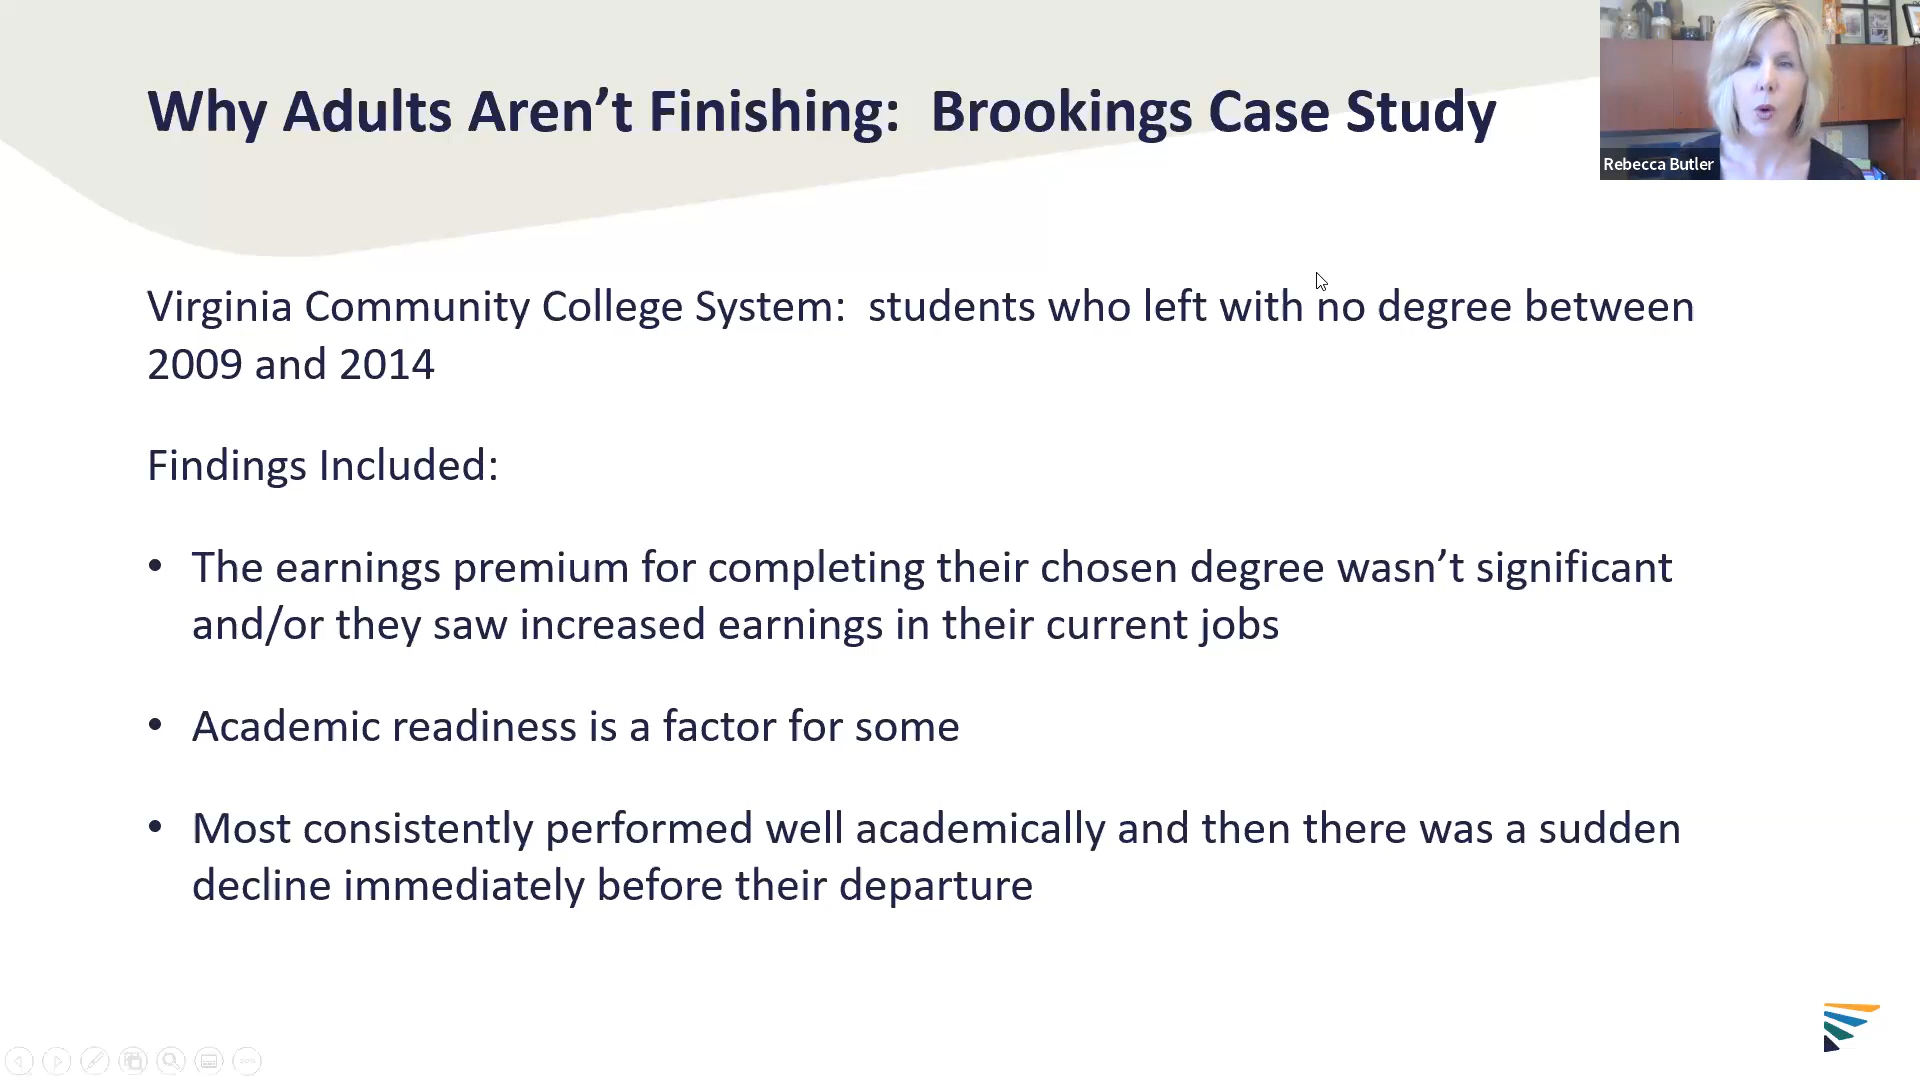 Why Adults Aren’t Finishing:  Brookings Case Study
Rebecca Butler
Virginia Community College System:  students who left with no degree between
2009 and 2014
Findings Included:
• The earnings premium for completing their chosen degree wasn’t significant
and/or they saw increased earnings in their current jobs
• Academic readiness is a factor for some
• Most consistently performed well academically and then there was a sudden
decline immediately before their departure